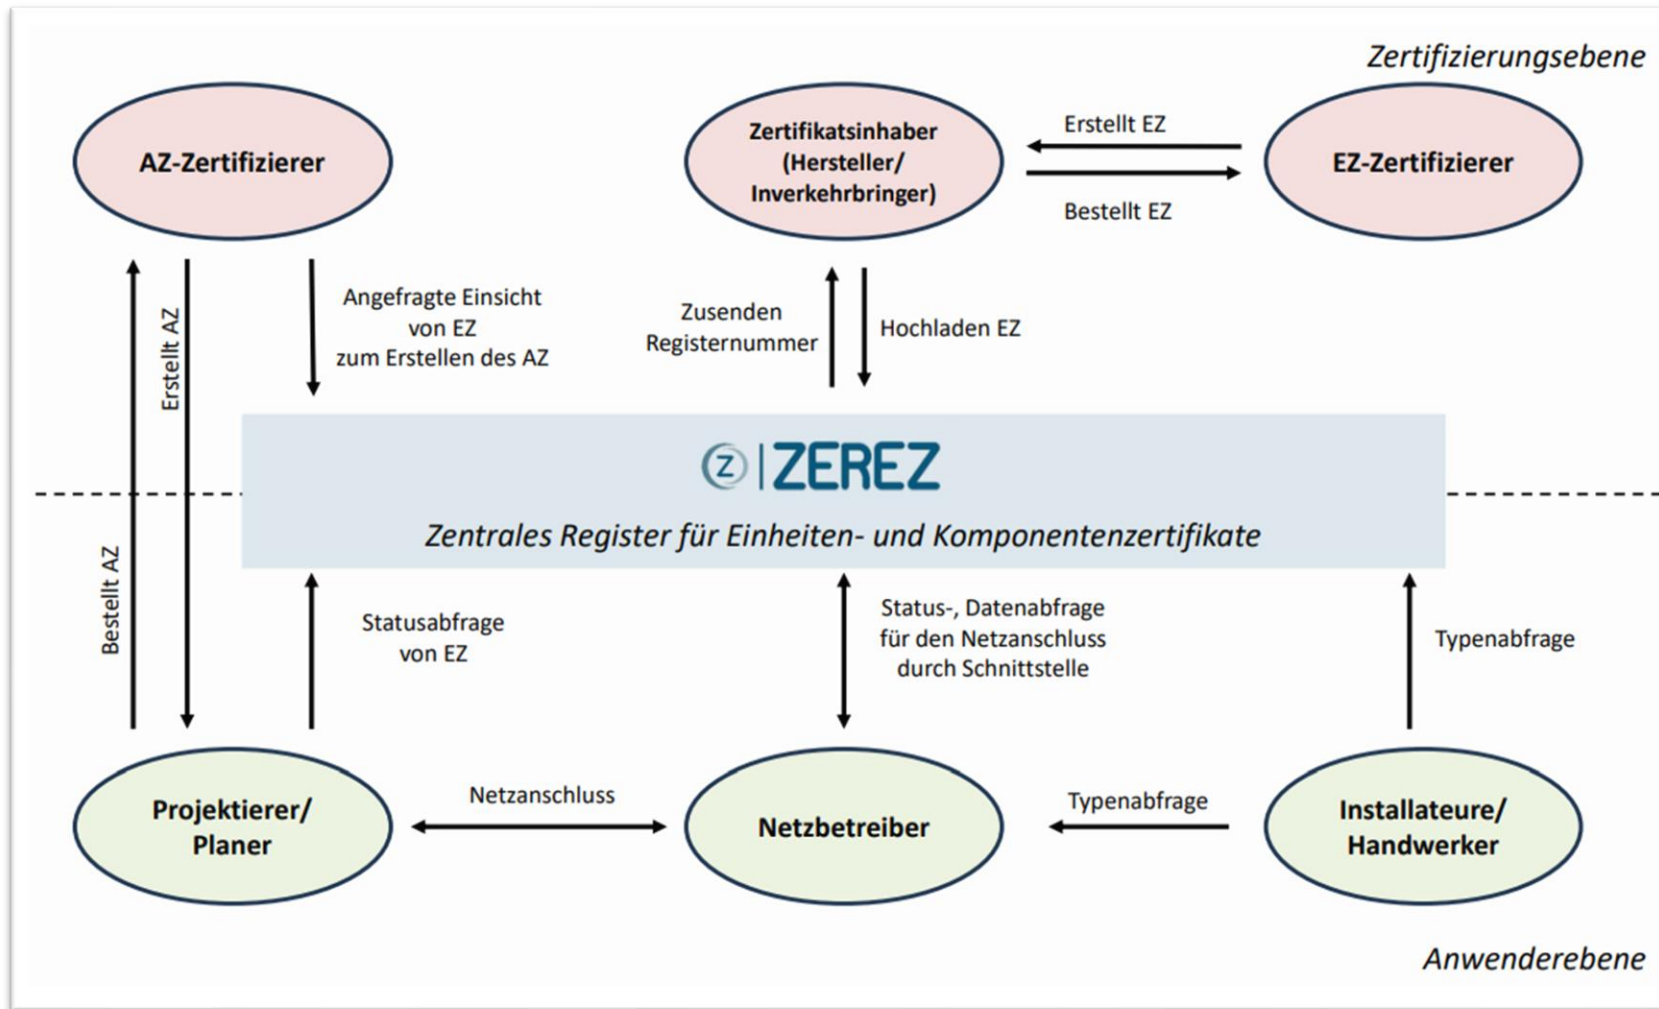 Zertifizierungsebene
AZ-Zertifizierer
Zertifikatsinhaber
(Hersteller/
Inverkehrbringer)
Erstellt EZ
Bestellt EZ
EZ-Zertifizierer
Bestellt AZ
Erstellt AZ
Angefragte Einsicht
von EZ
zum Erstellen des AZ
Zusenden
Registernummer
Hochladen EZ
Z | ZEREZ
Zentrales Register für Einheiten- und Komponentenzertifikate
Statusabfrage
von EZ
Status-, Datenabfrage
für den Netzanschluss
durch Schnittstelle
Typenabfrage
Projektierer/
Planer
Netzanschluss
Netzbetreiber
Typenabfrage
Installateure/
Handwerker
Anwenderebene